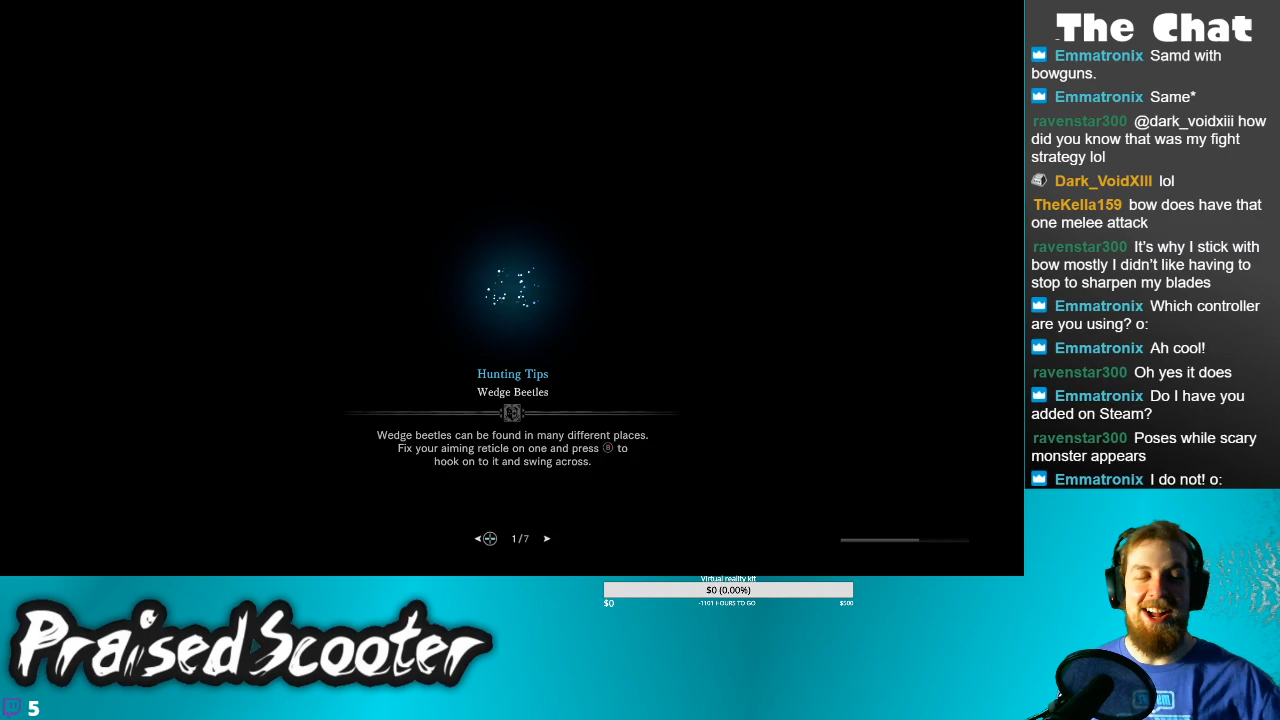 The Chat
Emmatronix Samd with
bowguns.
Emmatronix Same*
ravenstar300 @dark_voidxiii how
did you know that was my fight
strategy lol
Dark_VoidXIII lol
TheKella159 bow does have that
one melee attack
ravenstar300 It's why I stick with
bow mostly I didn't like having to
stop to sharpen my blades
Emmatronix Which controller
are you using? o:
Emmatronix Ah cool!
ravenstar300 Oh yes it does
Emmatronix Do I have you
added on Steam?
ravenstar300 Poses while scary
monster appears
Emmatronix I do not! o:
Hunting Tips
Wedge Beetles
Wedge beetles can be found in many different places.
Fix your aiming reticle on one and press B to
hook on to it and swing across.
1/7
Virtual reality kit
$0 (0.00%)
$0 -1101 HOURS TO GO $500
PraisedScooter
5